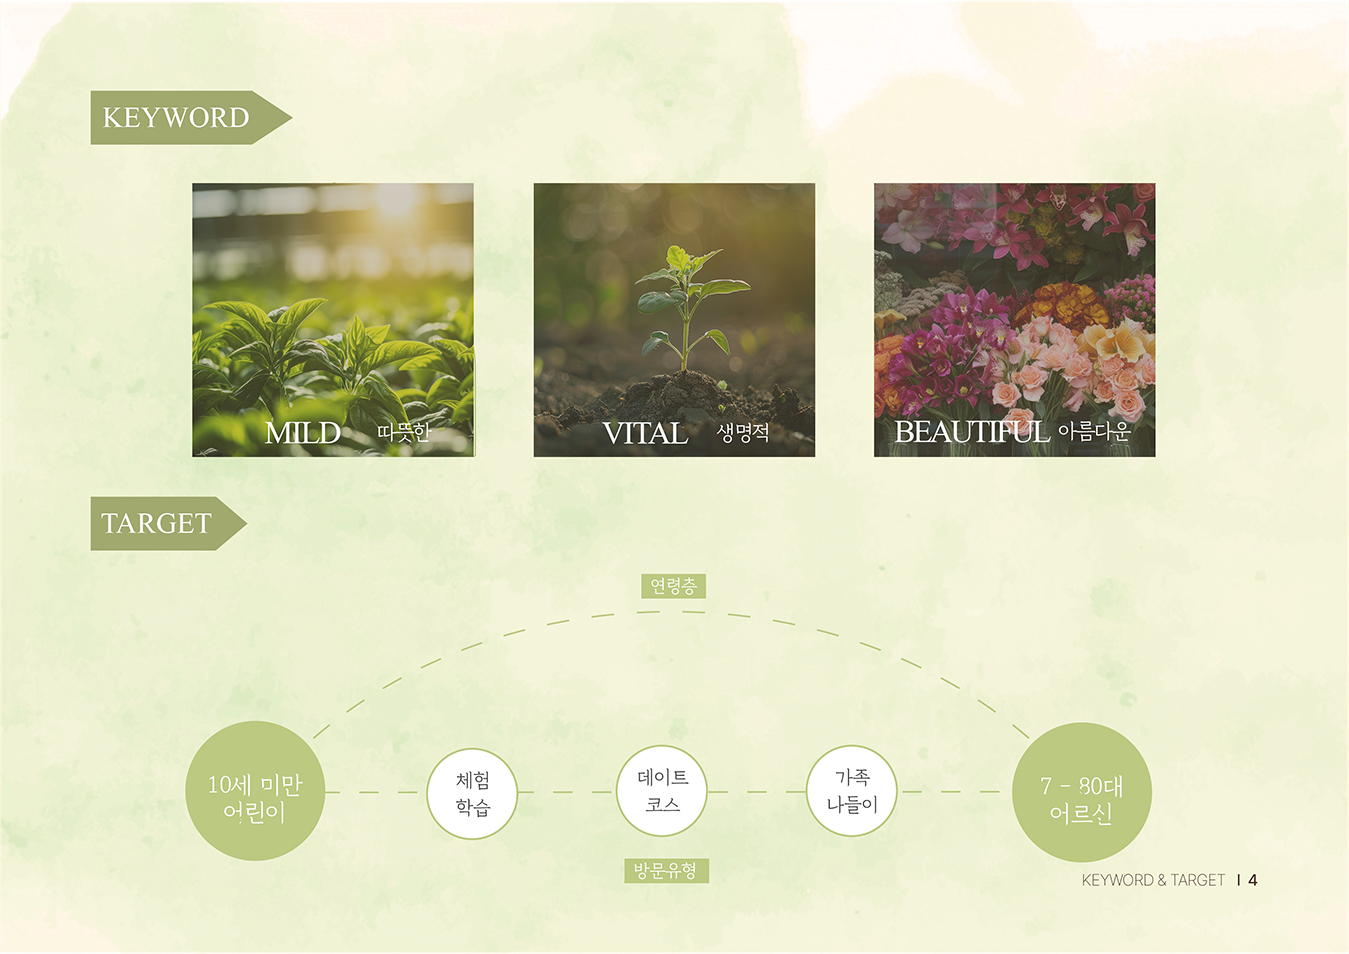 KEYWORD
MILD 따뜻한
VITAL 생명적
BEAUTIFUL 아름다운
TARGET
연령층
10세 미만
어린이
체험
학습
데이트
코스
가족
나들이
7 - 80대
어르신
방문유형
KEYWORD & TARGET I 4